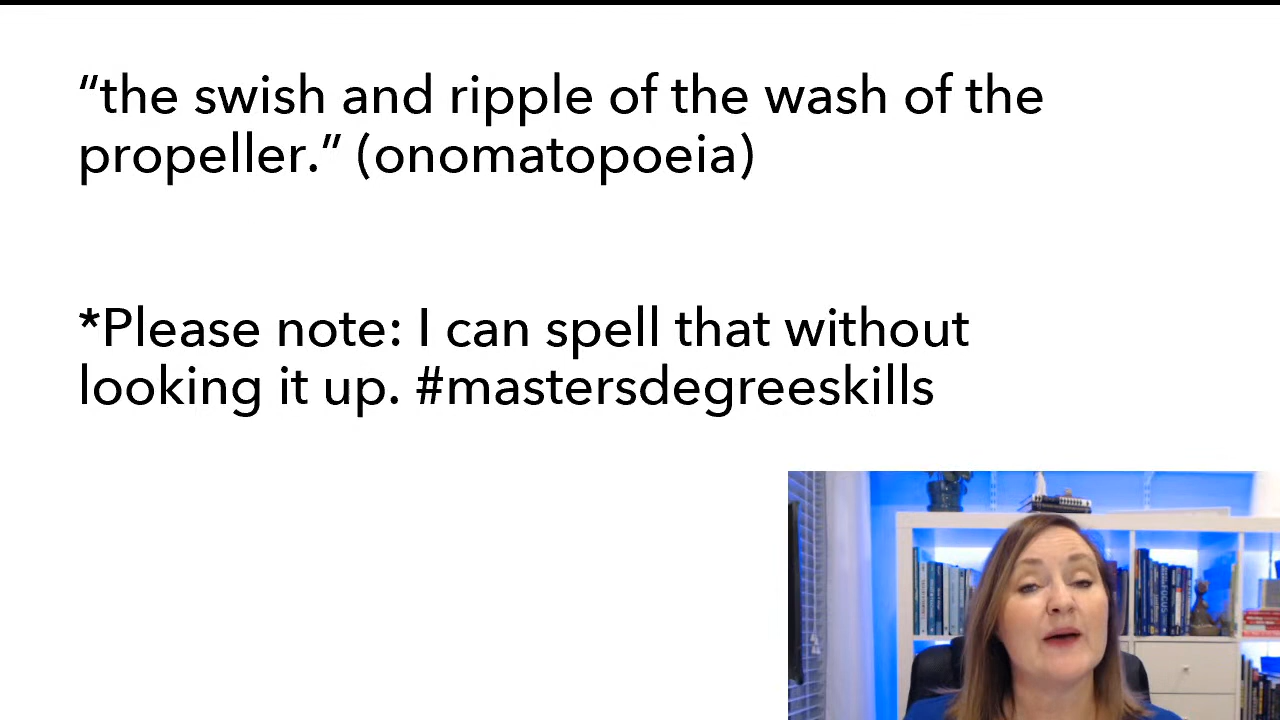 “the swish and ripple of the wash of the
propeller.” (onomatopoeia)
*Please note: I can spell that without
looking it up. #mastersdegreeskills
FOCUS